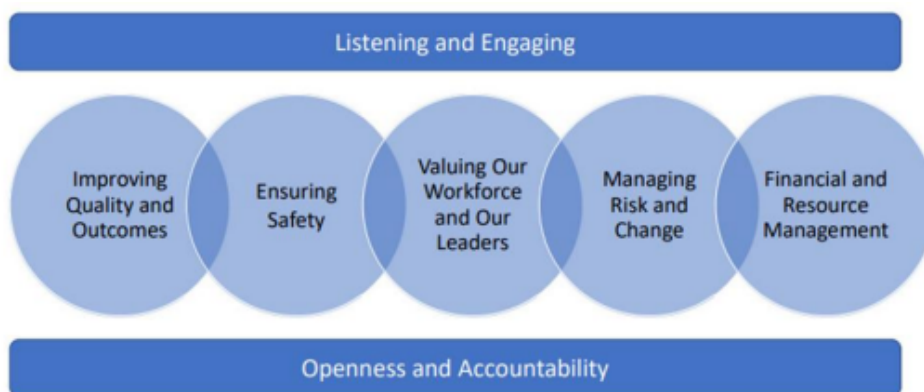 Listening and Engaging
Improving
Quality and
Outcomes
Ensuring
Safety
Valuing Our
Workforce
and Our
Leaders
Managing
Risk and
Change
Financial and
Resource
Management
Openness and Accountability